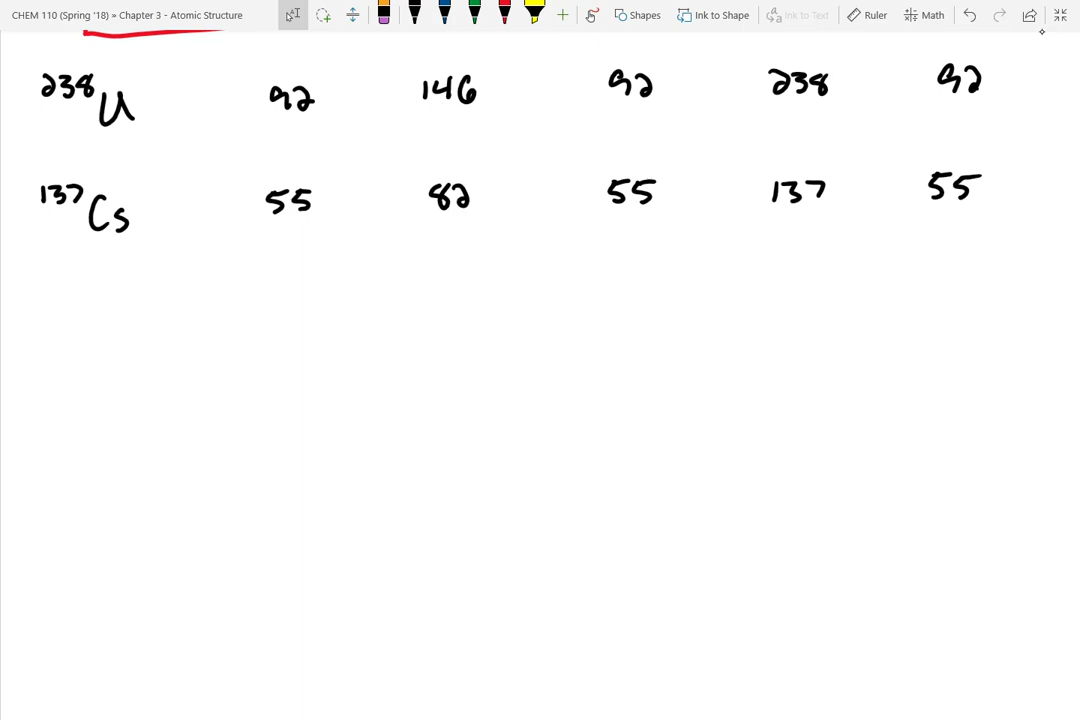 CHEM 110 (Spring '18) » Chapter 3 - Atomic Structure Shapes Ink to Shape Ink to Text Ruler Math
²³⁸U 92 146 92 238 92
¹³⁷Cs 55 82 55 137 55